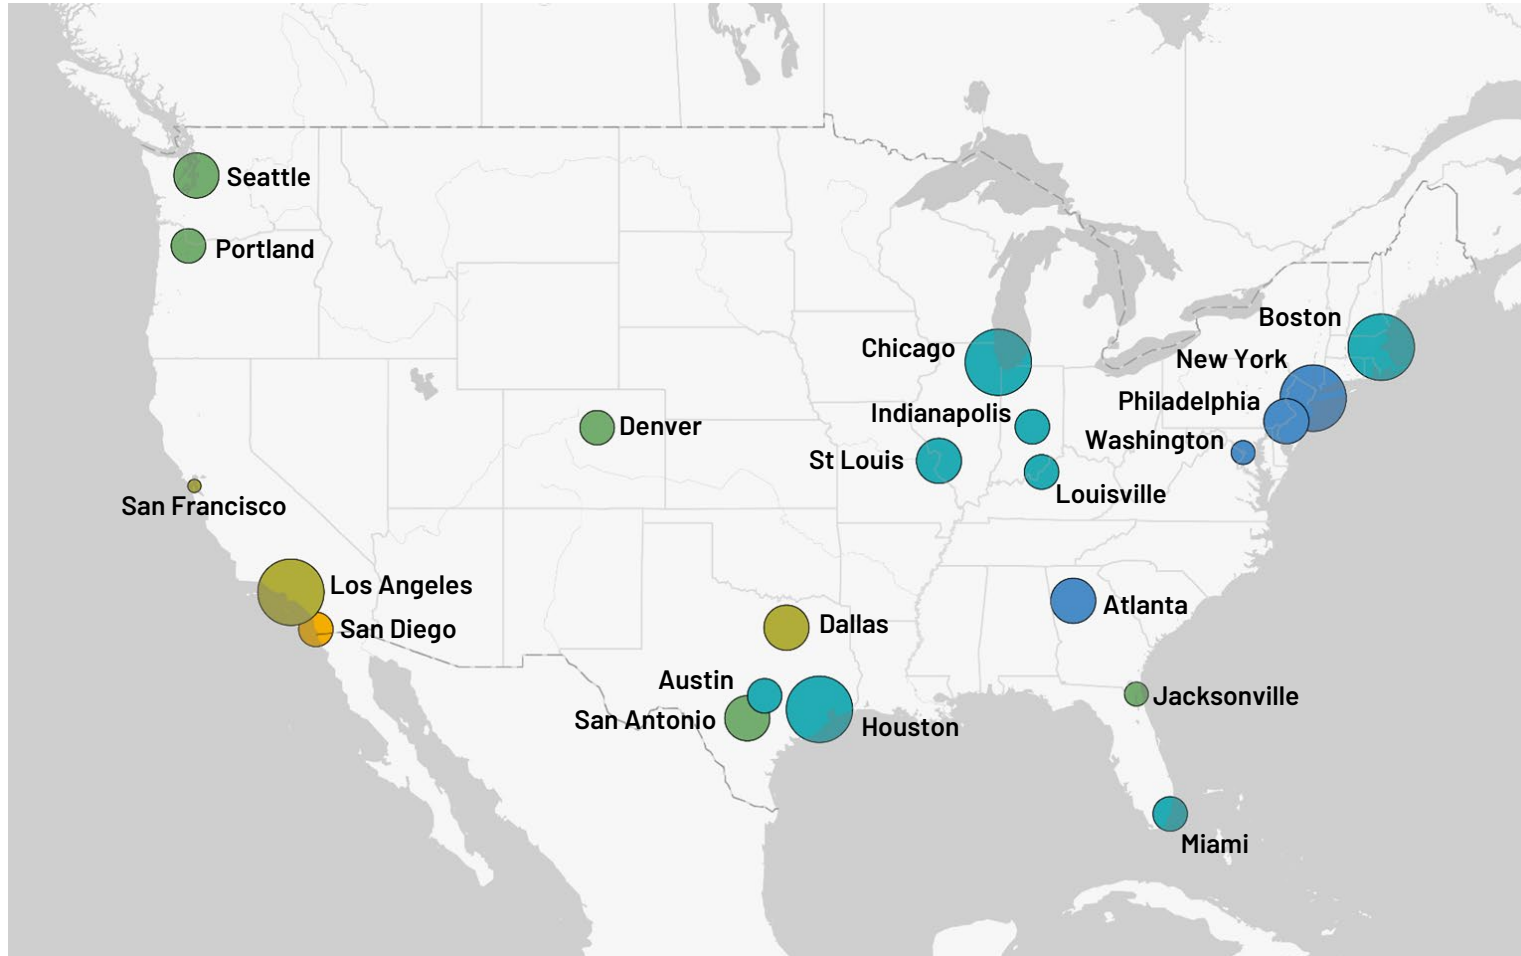 Seattle
Portland
Boston
Chicago
New York
Philadelphia
Indianapolis
Denver
Washington
St Louis
Louisville
San Francisco
Los Angeles
Atlanta
Dallas
San Diego
Austin
Jacksonville
San Antonio
Houston
Miami